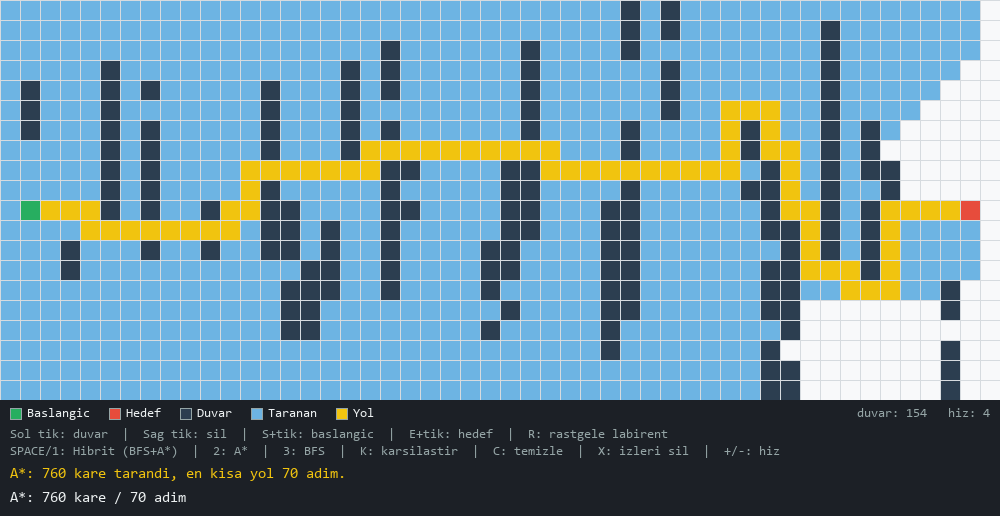 Baslangic Hedef Duvar Taranan Yol duvar: 154 hiz: 4
Sol tik: duvar | Sag tik: sil | S+tik: baslangic | E+tik: hedef | R: rastgele labirent
SPACE/1: Hibrit (BFS+A*) | 2: A* | 3: BFS | K: karsilastir | C: temizle | X: izleri sil | +/-: hiz
A*: 760 kare tarandi, en kisa yol 70 adim.
A*: 760 kare / 70 adim